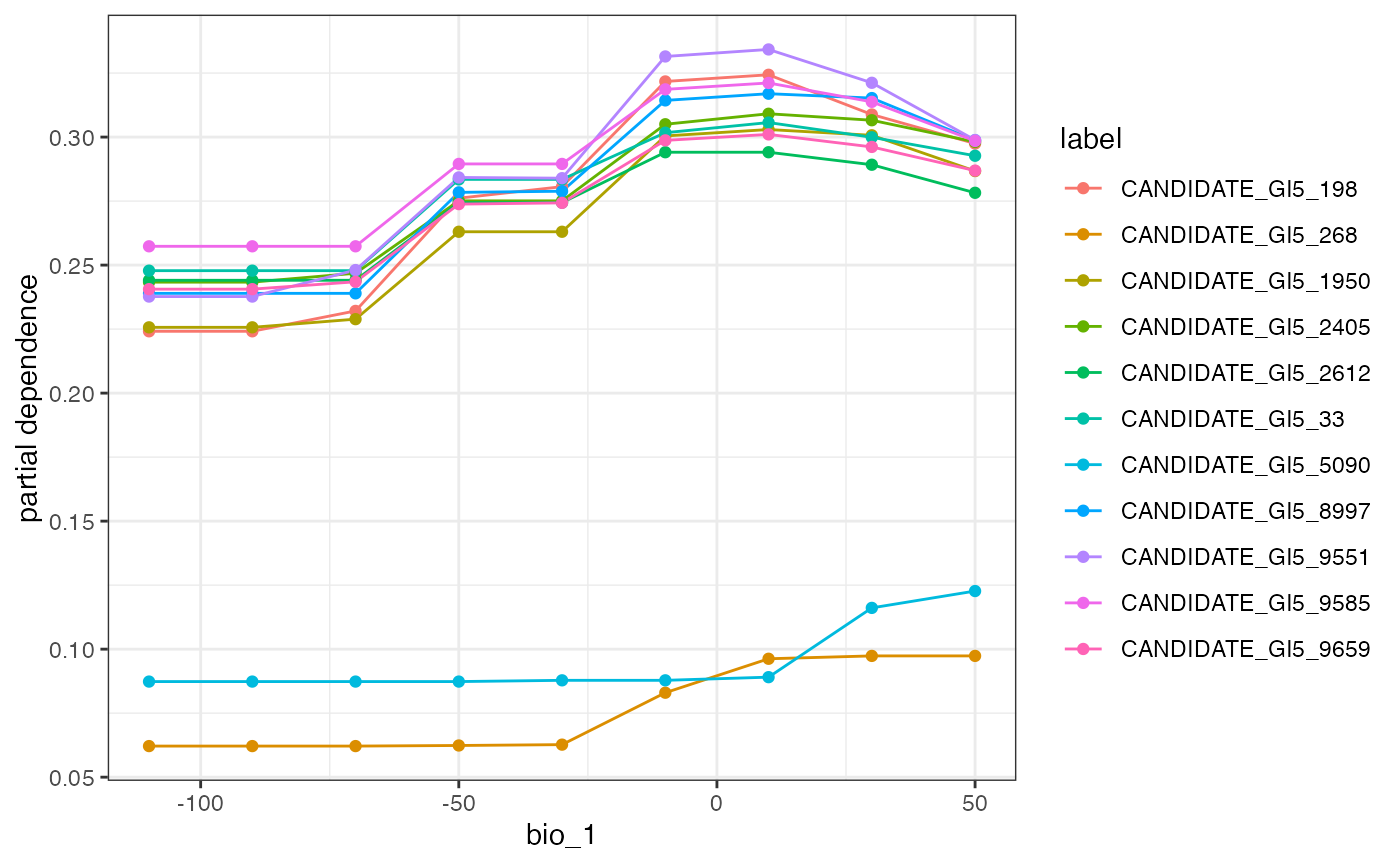 partial dependence
0.30
0.25
0.20
0.15
0.10
0.05
-100
-50
0
50
bio_1
label
CANDIDATE_GI5_198
CANDIDATE_GI5_268
CANDIDATE_GI5_1950
CANDIDATE_GI5_2405
CANDIDATE_GI5_2612
CANDIDATE_GI5_33
CANDIDATE_GI5_5090
CANDIDATE_GI5_8997
CANDIDATE_GI5_9551
CANDIDATE_GI5_9585
CANDIDATE_GI5_9659